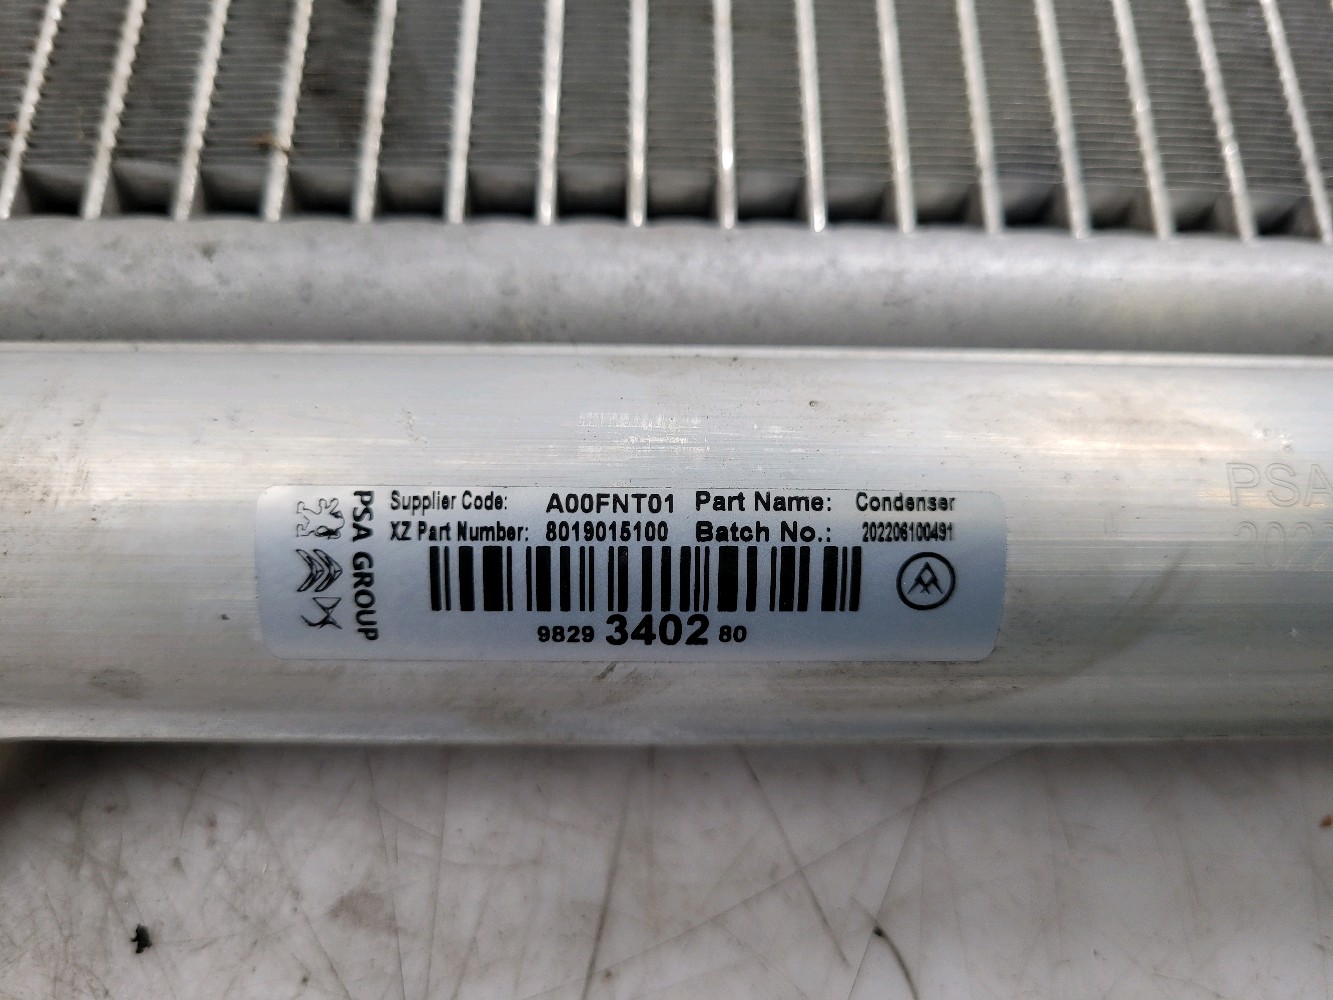 PSA GROUP
Supplier Code: A00FNT01 Part Name: Condenser
XZ Part Number: 8019015100 Batch No.: 202206100491
9829 3402 80
PSA